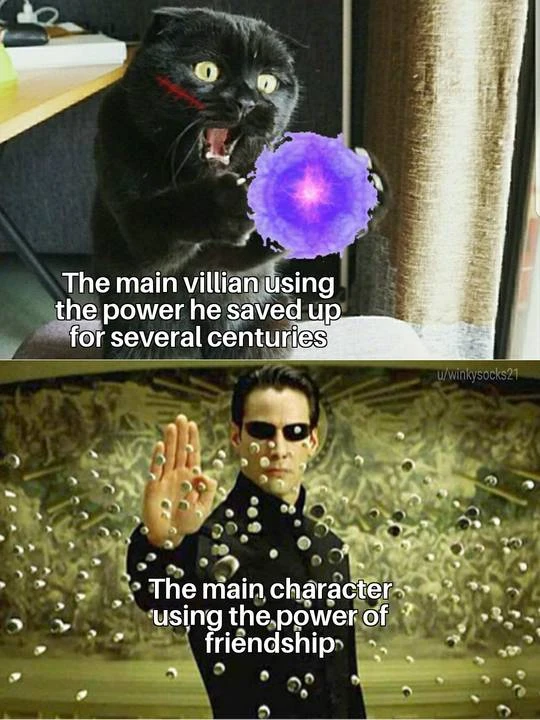 The main villian using
the power he saved up
for several centuries
u/winkysocks21
The main character
using the power of
friendship